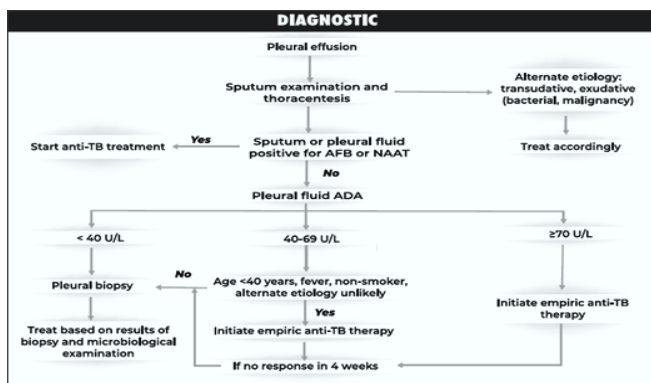 DIAGNOSTIC
Pleural effusion
Sputum examination and
thoracentesis
Alternate etiology:
transudative, exudative
(bacterial, malignancy)
Treat accordingly
Sputum or pleural fluid
positive for AFB or NAAT
Yes
Start anti-TB treatment
No
Pleural fluid ADA
< 40 U/L
40-69 U/L
≥70 U/L
Pleural biopsy
No
Age <40 years, fever, non-smoker,
alternate etiology unlikely
Yes
Initiate empiric anti-TB
therapy
Treat based on results of
biopsy and microbiological
examination
Initiate empiric anti-TB therapy
If no response in 4 weeks